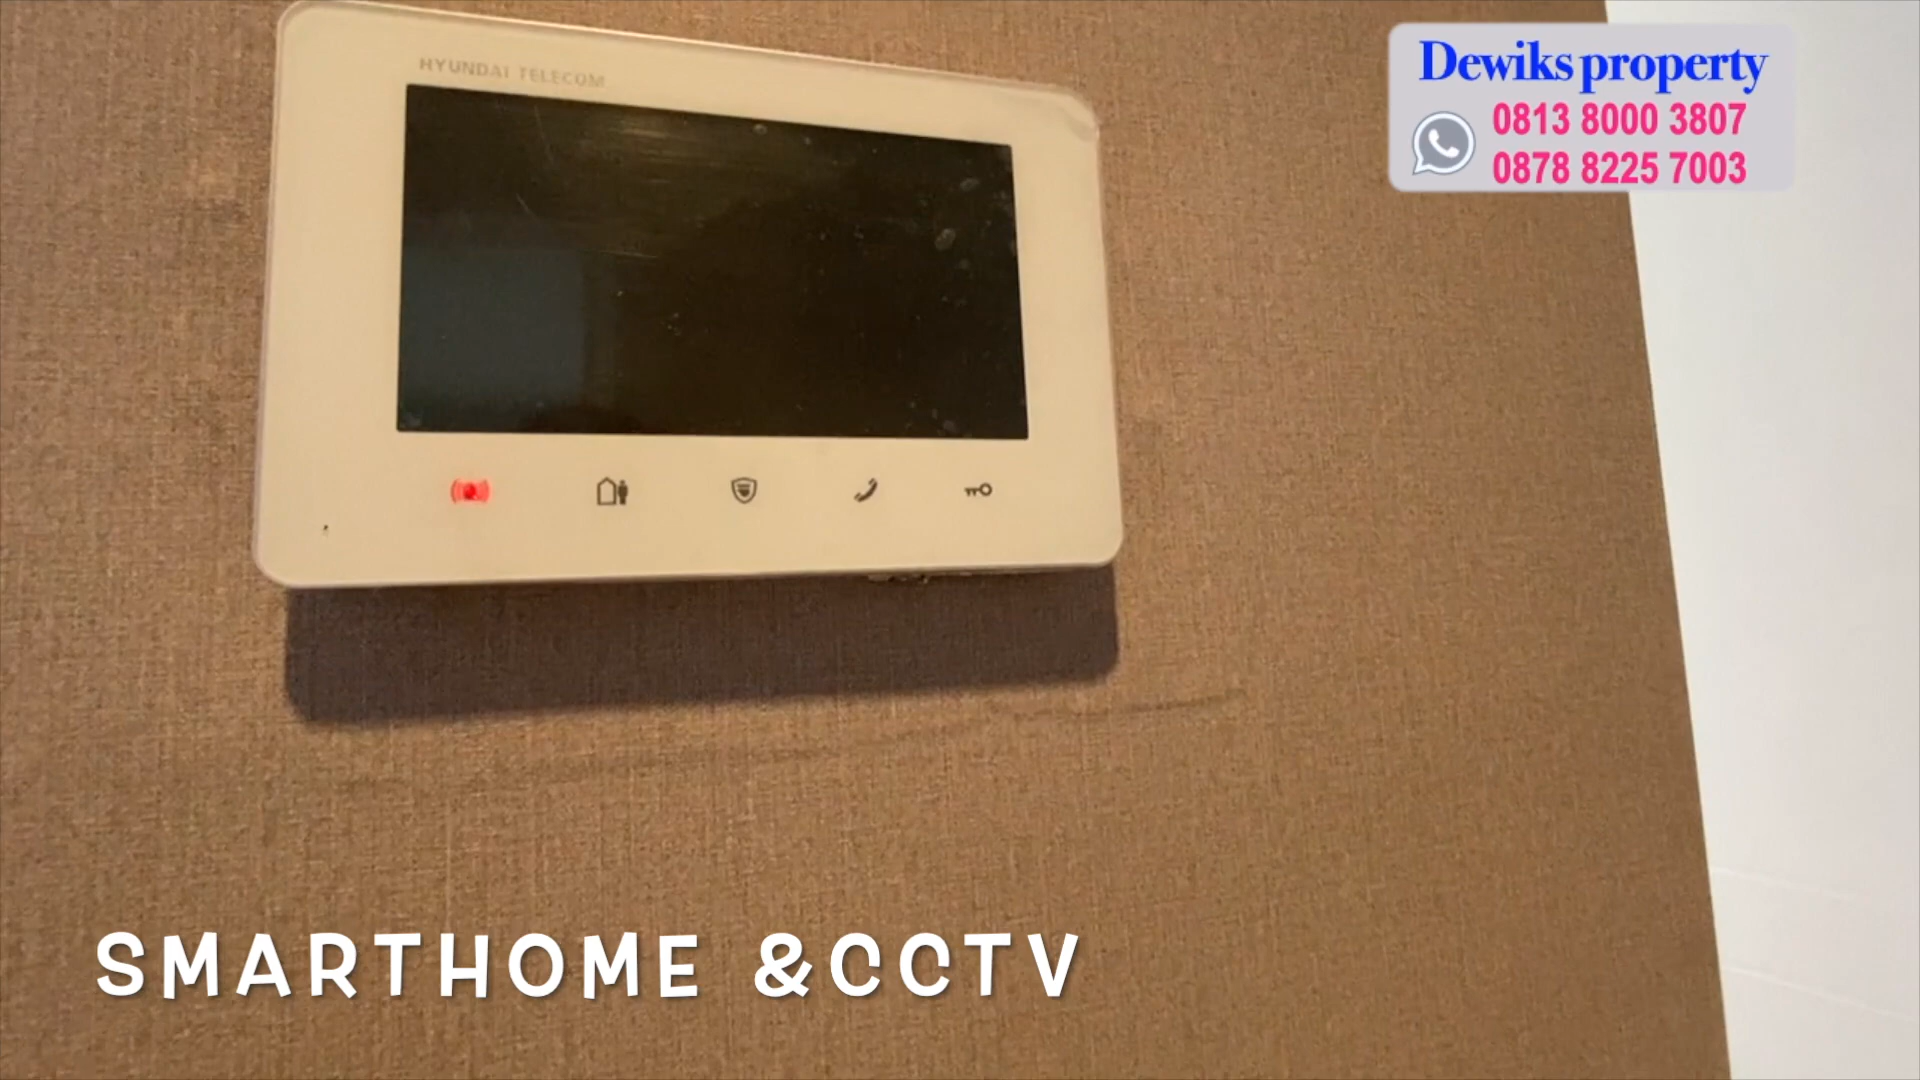 HYUNDAI TELECOM
Dewiks property
0813 8000 3807
0878 8225 7003
SMARTHOME &CCTV